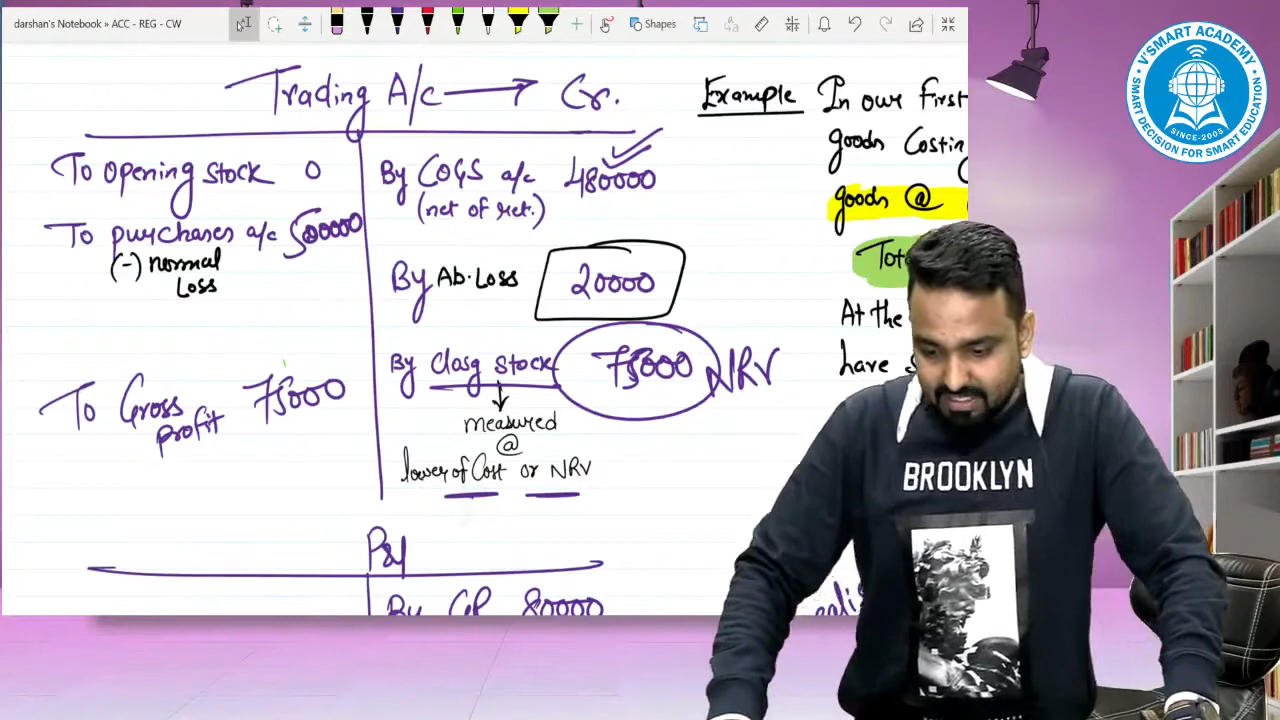 darshan's Notebook » ACC - REG - CW
Shapes
Trading A/c → Cr.
To opening stock 0
To purchases a/c 500000
(-) normal
Loss
To Gross
profit 75000
By COGS a/c 480000
(net of ret.)
By Ab. Loss 20000
By Closg stock 75000 NRV
measured
@
lower of Cost or NRV
P&l
By GP 80000
Example In our First
goods Costing
goods @
Tot
At the
have
V'SMART ACADEMY
SINCE-2005
SMART DECISION FOR SMART EDUCATION
BROOKLYN